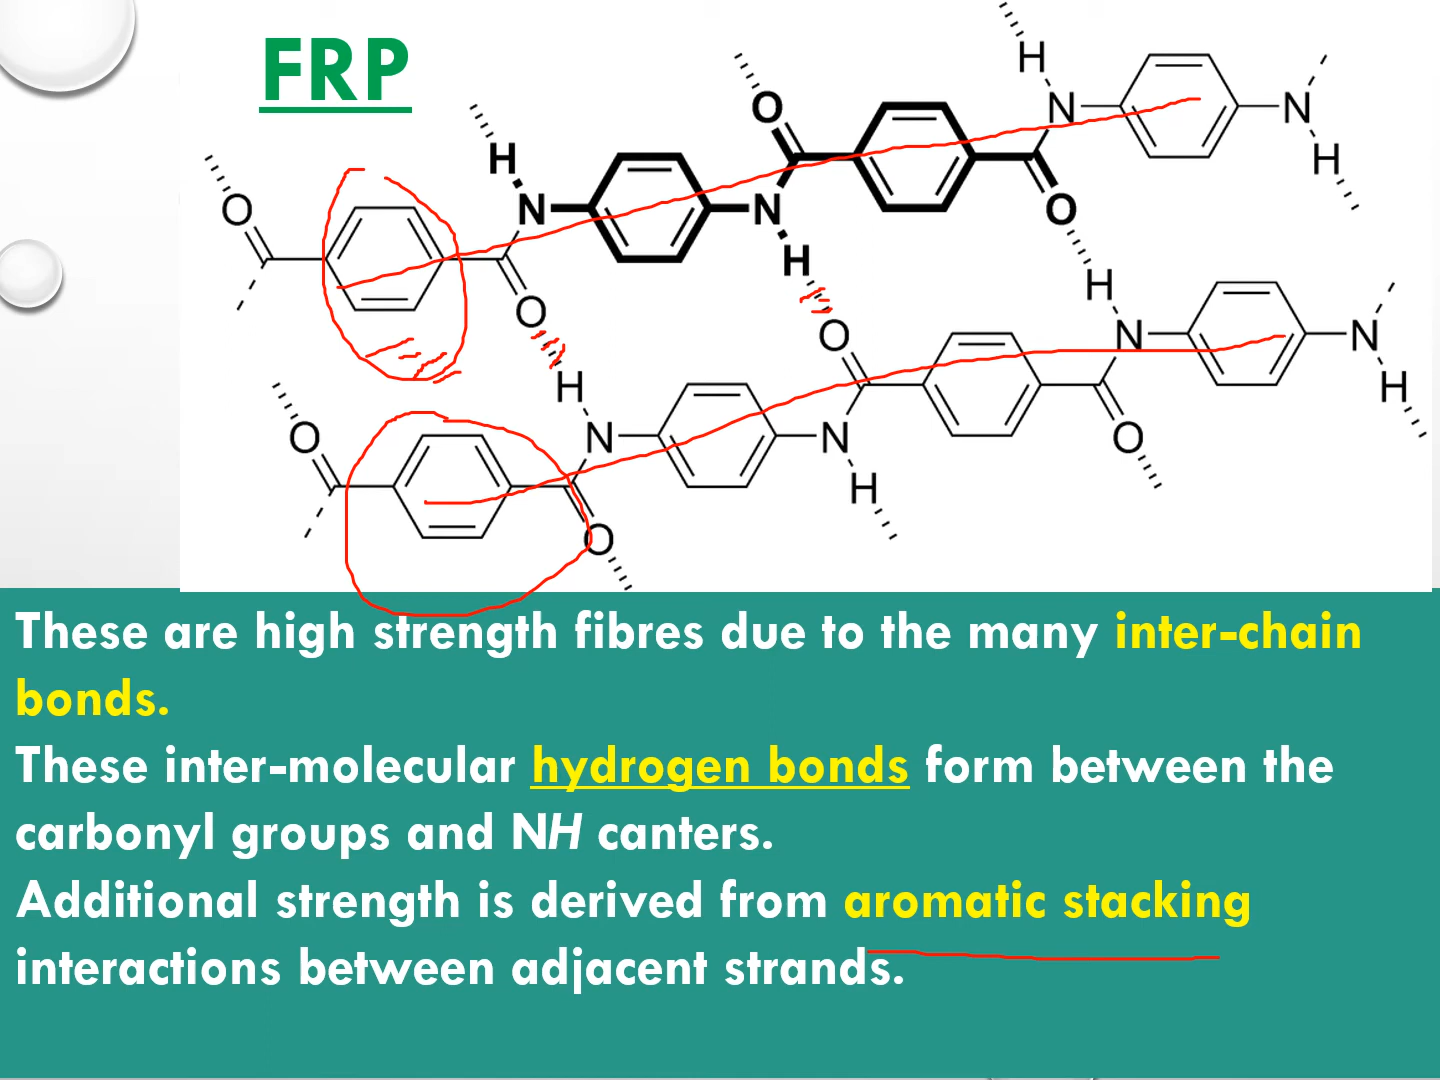 FRP
H
O
H
N
H
O
H
N
N
H
O
N
N
O
H
H
O
O
N
N
H
H
O
N
N
O
H
O
These are high strength fibres due to the many inter-chain
bonds.
These inter-molecular hydrogen bonds form between the
carbonyl groups and NH canters.
Additional strength is derived from aromatic stacking
interactions between adjacent strands.